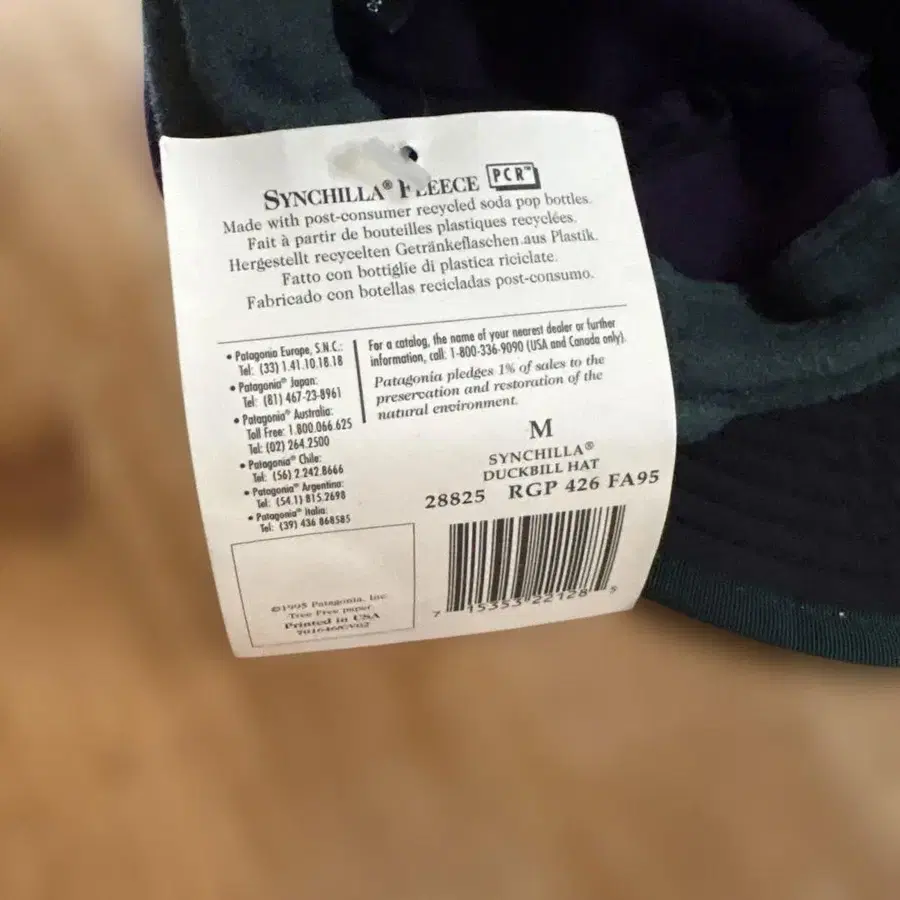 SYNCHILLA® FLEECE PCR™
Made with post-consumer recycled soda pop bottles.
Fait à partir de bouteilles plastiques recyclées.
Hergestellt recycelten Getränkeflaschen aus Plastik.
Fatto con bottiglie di plastica riciclate.
Fabricado con botellas recicladas post-consumo.
• Patagonia Europe, S.N.C.:
Tel: (33) 1.41.10.18.18
• Patagonia® Japan:
Tel: (81) 467-23-8961
• Patagonia® Australia:
Toll Free: 1.800.066.625
Tel: (02) 264.2500
• Patagonia® Chile:
Tel: (56) 2.242.8666
• Patagonia® Argentina:
Tel: (54.1) 815.2698
• Patagonia® Italia:
Tel: (39) 436 868585
For a catalog, the name of your nearest dealer or further
information, call: 1-800-336-9090 (USA and Canada only).
Patagonia pledges 1% of sales to the
preservation and restoration of the
natural environment.
M
SYNCHILLA®
DUCKBILL HAT
28825 RGP 426 FA95
7 15353 22128 5
©1995 Patagonia, Inc.
Tree Free paper
Printed in USA